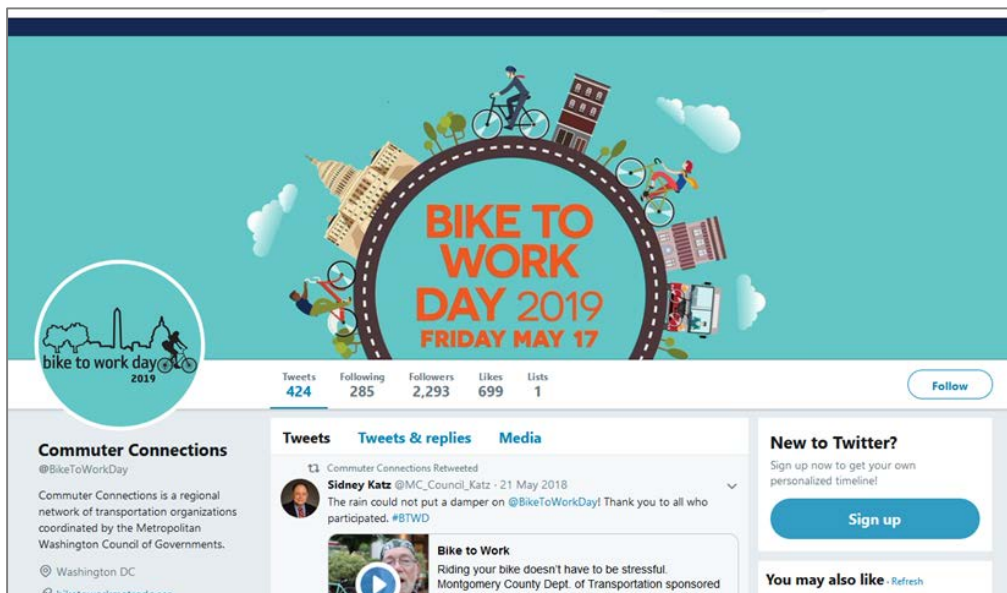 BIKE TO
WORK
DAY 2019
FRIDAY MAY 17
bike to work day
2019
Tweets Following Followers Likes Lists
424 285 2,293 699 1
Follow
Commuter Connections
@BikeToWorkDay
Commuter Connections is a regional
network of transportation organizations
coordinated by the Metropolitan
Washington Council of Governments.
Washington DC
Tweets Tweets & replies Media
Commuter Connections Retweeted
Sidney Katz @MC_Council_Katz · 21 May 2018
The rain could not put a damper on @BikeToWorkDay! Thank you to all who
participated. #BTWD
Bike to Work
Riding your bike doesn't have to be stressful.
Montgomery County Dept. of Transportation sponsored
New to Twitter?
Sign up now to get your own
personalized timeline!
Sign up
You may also like · Refresh